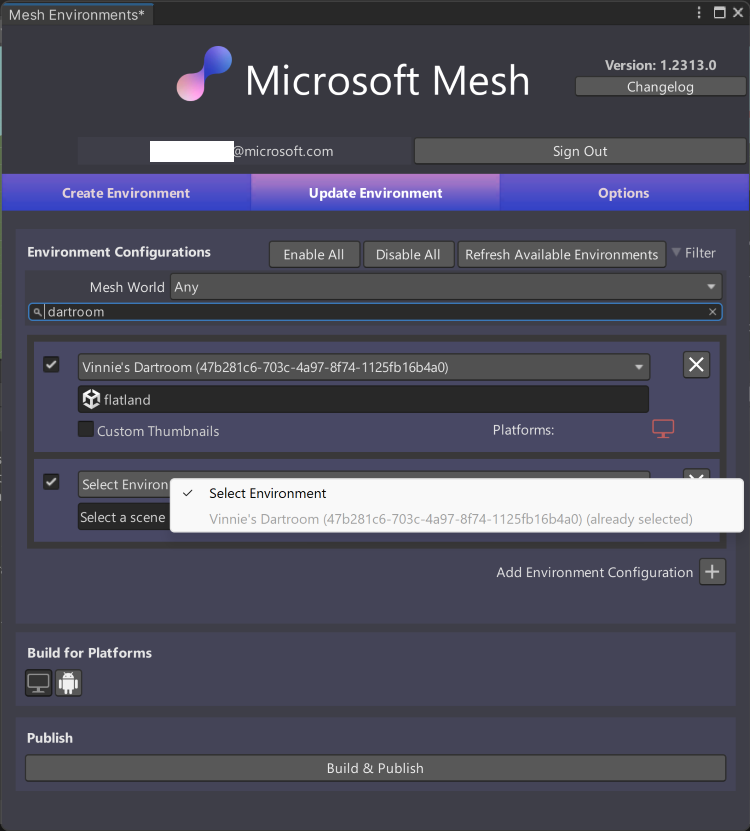 Mesh Environments*
Microsoft Mesh
Version: 1.2313.0
Changelog
@microsoft.com
Sign Out
Create Environment
Update Environment
Options
Environment Configurations
Enable All
Disable All
Refresh Available Environments
Filter
Mesh World
Any
dartroom
Vinnie's Dartroom (47b281c6-703c-4a97-8f74-1125fb16b4a0)
flatland
Custom Thumbnails
Platforms:
Select Environ
Select Environment
Select a scene
Vinnie's Dartroom (47b281c6-703c-4a97-8f74-1125fb16b4a0) (already selected)
Add Environment Configuration
Build for Platforms
Publish
Build & Publish